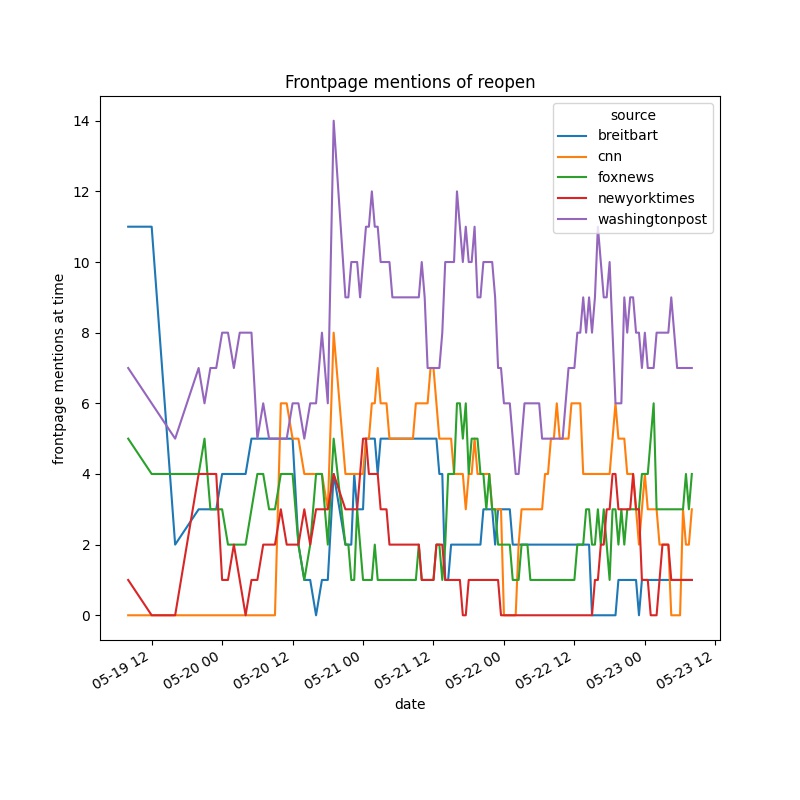 Frontpage mentions of reopen
source
breitbart
cnn
foxnews
newyorktimes
washingtonpost
frontpage mentions at time
14
12
10
8
6
4
2
0
05-19 12
05-20 00
05-20 12
05-21 00
05-21 12
05-22 00
05-22 12
05-23 00
05-23 12
date